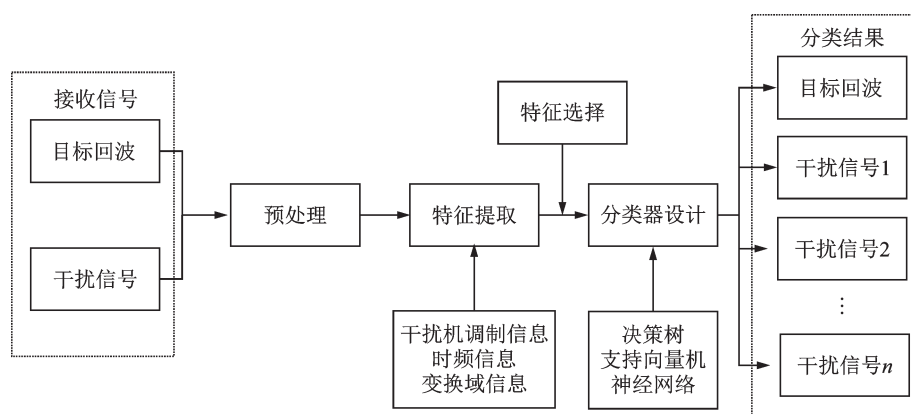 接收信号
目标回波
干扰信号
预处理
特征提取
干扰机调制信息
时频信息
变换域信息
特征选择
分类器设计
决策树
支持向量机
神经网络
分类结果
目标回波
干扰信号1
干扰信号2
⋮
干扰信号n